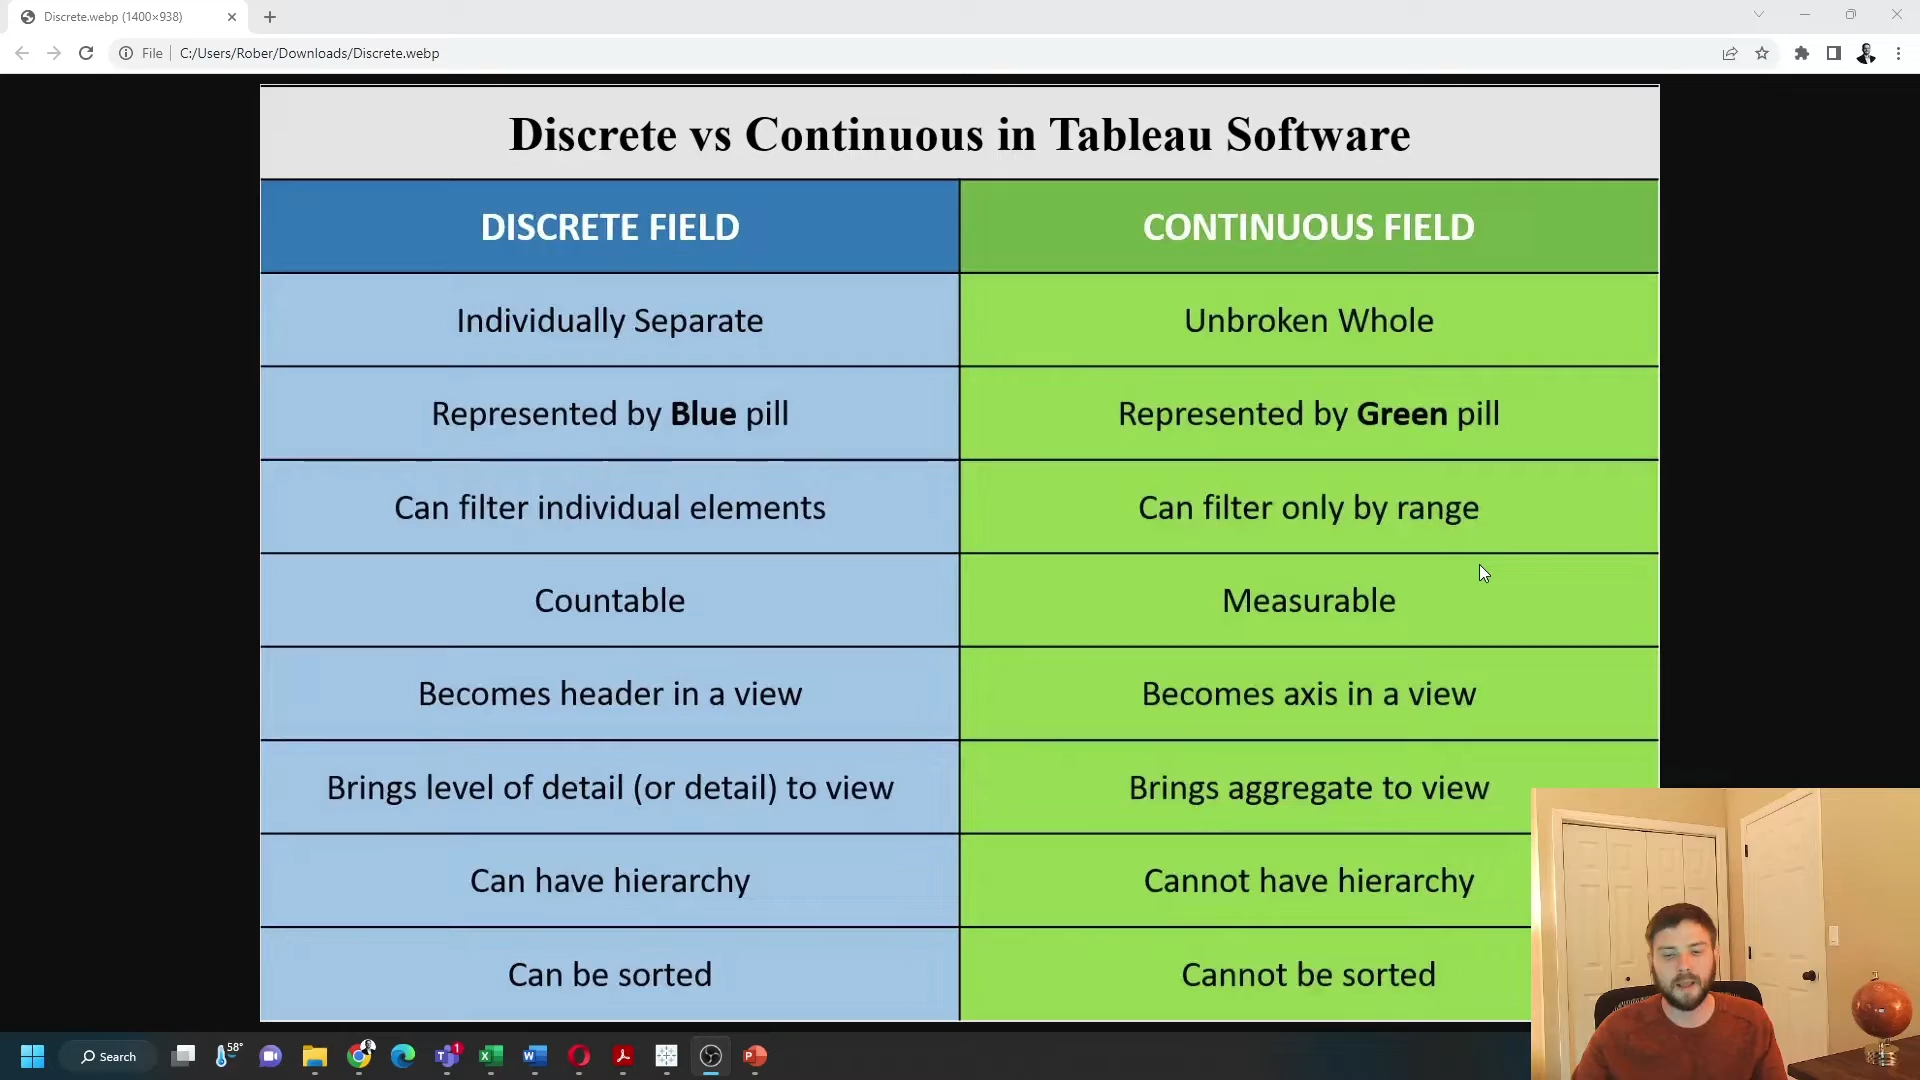 Discrete.webp (1400×938)
File
C:/Users/Rober/Downloads/Discrete.webp
Discrete vs Continuous in Tableau Software
DISCRETE FIELD
CONTINUOUS FIELD
Individually Separate
Unbroken Whole
Represented by Blue pill
Represented by Green pill
Can filter individual elements
Can filter only by range
Countable
Measurable
Becomes header in a view
Becomes axis in a view
Brings level of detail (or detail) to view
Brings aggregate to view
Can have hierarchy
Cannot have hierarchy
Can be sorted
Cannot be sorted
Search
58°
1